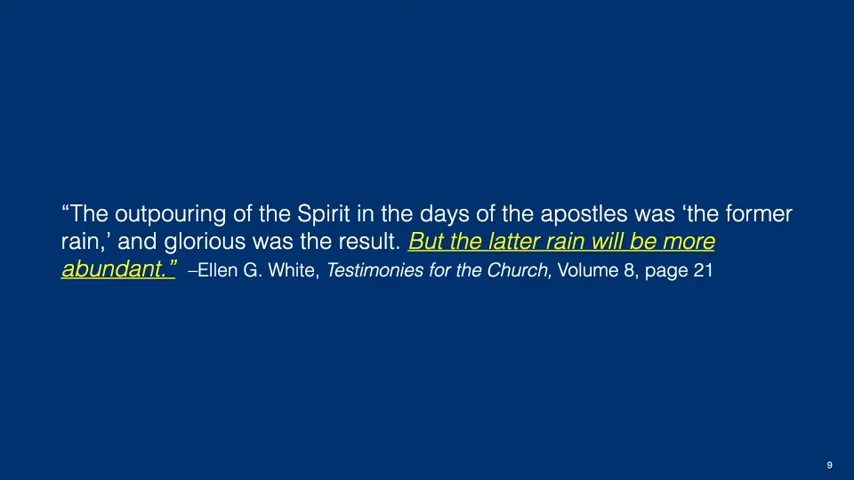 “The outpouring of the Spirit in the days of the apostles was ‘the former
rain,’ and glorious was the result. But the latter rain will be more
abundant.” –Ellen G. White, Testimonies for the Church, Volume 8, page 21
9